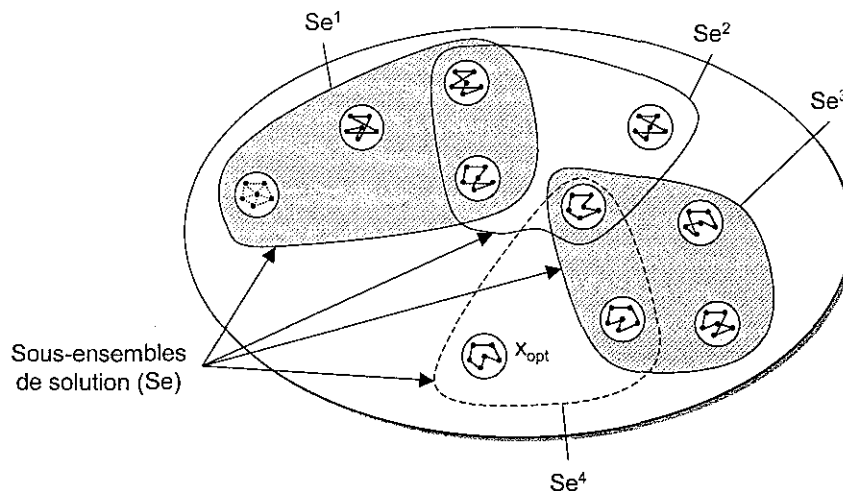 Se¹
Se²
Se³
x_opt
Sous-ensembles
de solution (Se)
Se⁴